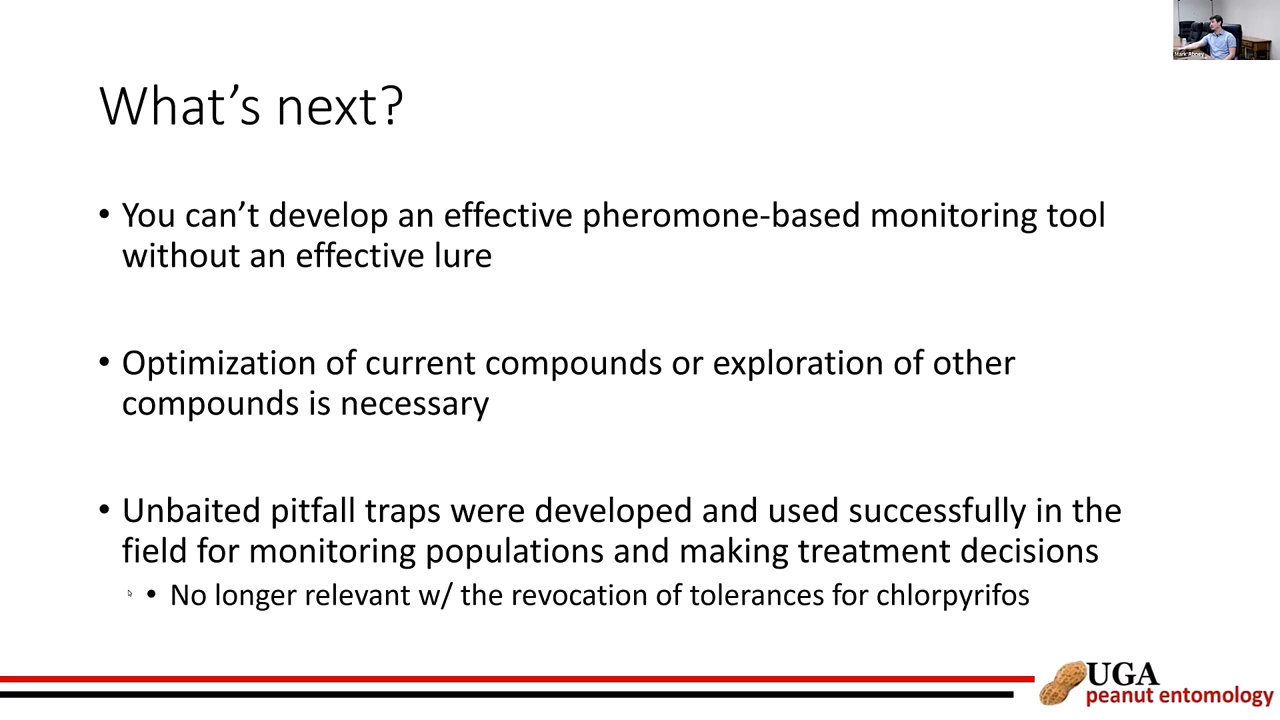 Mark Abney
What's next?
• You can't develop an effective pheromone-based monitoring tool
without an effective lure
• Optimization of current compounds or exploration of other
compounds is necessary
• Unbaited pitfall traps were developed and used successfully in the
field for monitoring populations and making treatment decisions
• No longer relevant w/ the revocation of tolerances for chlorpyrifos
UGA
peanut entomology